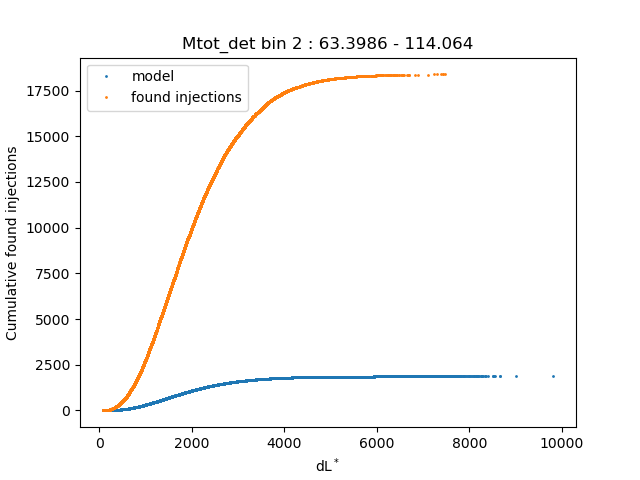 Mtot_det bin 2 : 63.3986 - 114.064
model
found injections
Cumulative found injections
17500
15000
12500
10000
7500
5000
2500
0
0 2000 4000 6000 8000 10000
dL*